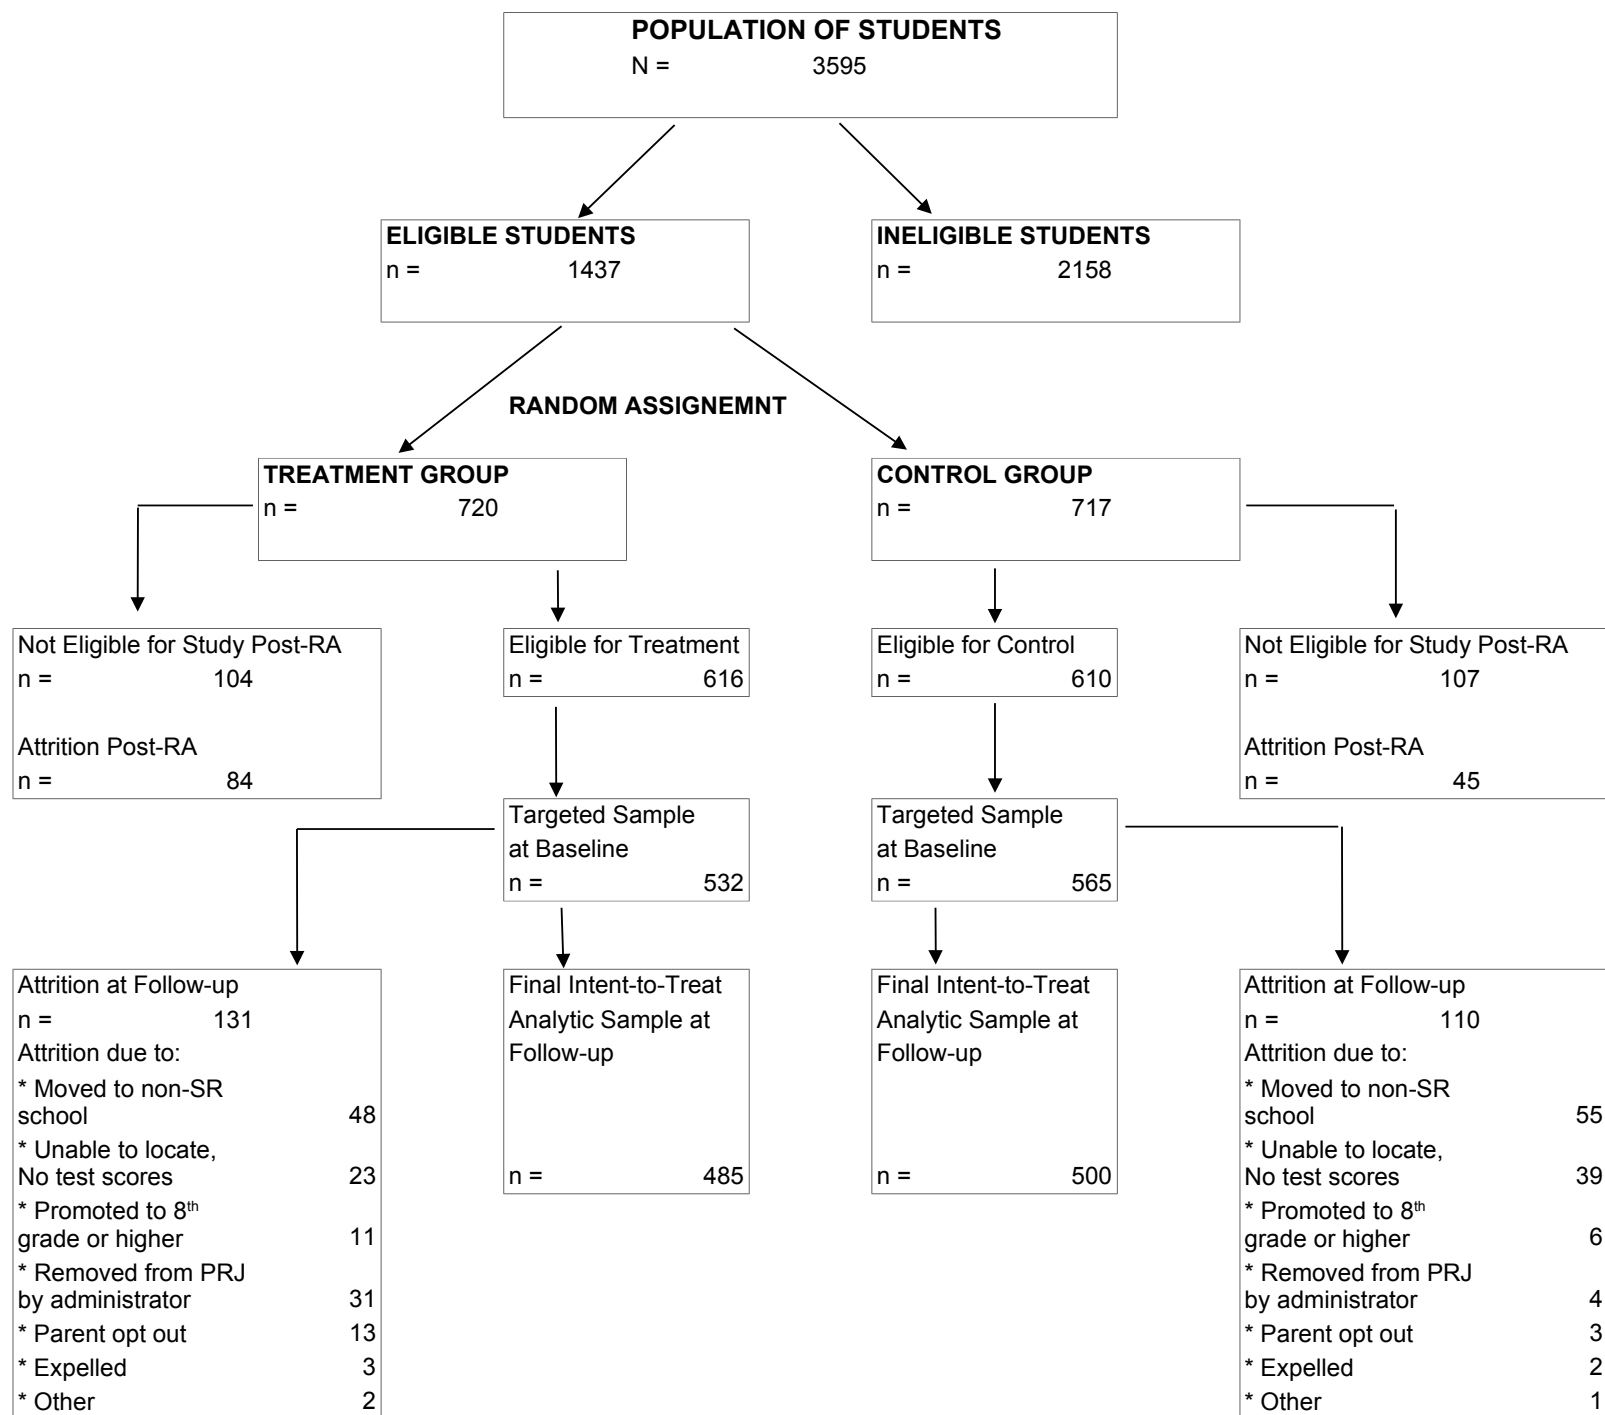 POPULATION OF STUDENTS
N = 3595
ELIGIBLE STUDENTS
n = 1437
INELIGIBLE STUDENTS
n = 2158
RANDOM ASSIGNEMNT
TREATMENT GROUP
n = 720
CONTROL GROUP
n = 717
Not Eligible for Study Post-RA
n = 104
Attrition Post-RA
n = 84
Eligible for Treatment
n = 616
Eligible for Control
n = 610
Not Eligible for Study Post-RA
n = 107
Attrition Post-RA
n = 45
Targeted Sample
at Baseline
n = 532
Targeted Sample
at Baseline
n = 565
Attrition at Follow-up
n = 131
Attrition due to:
* Moved to non-SR
school 48
* Unable to locate,
No test scores 23
* Promoted to 8th
grade or higher 11
* Removed from PRJ
by administrator 31
* Parent opt out 13
* Expelled 3
* Other 2
Final Intent-to-Treat
Analytic Sample at
Follow-up
n = 485
Final Intent-to-Treat
Analytic Sample at
Follow-up
n = 500
Attrition at Follow-up
n = 110
Attrition due to:
* Moved to non-SR
school 55
* Unable to locate,
No test scores 39
* Promoted to 8th
grade or higher 6
* Removed from PRJ
by administrator 4
* Parent opt out 3
* Expelled 2
* Other 1